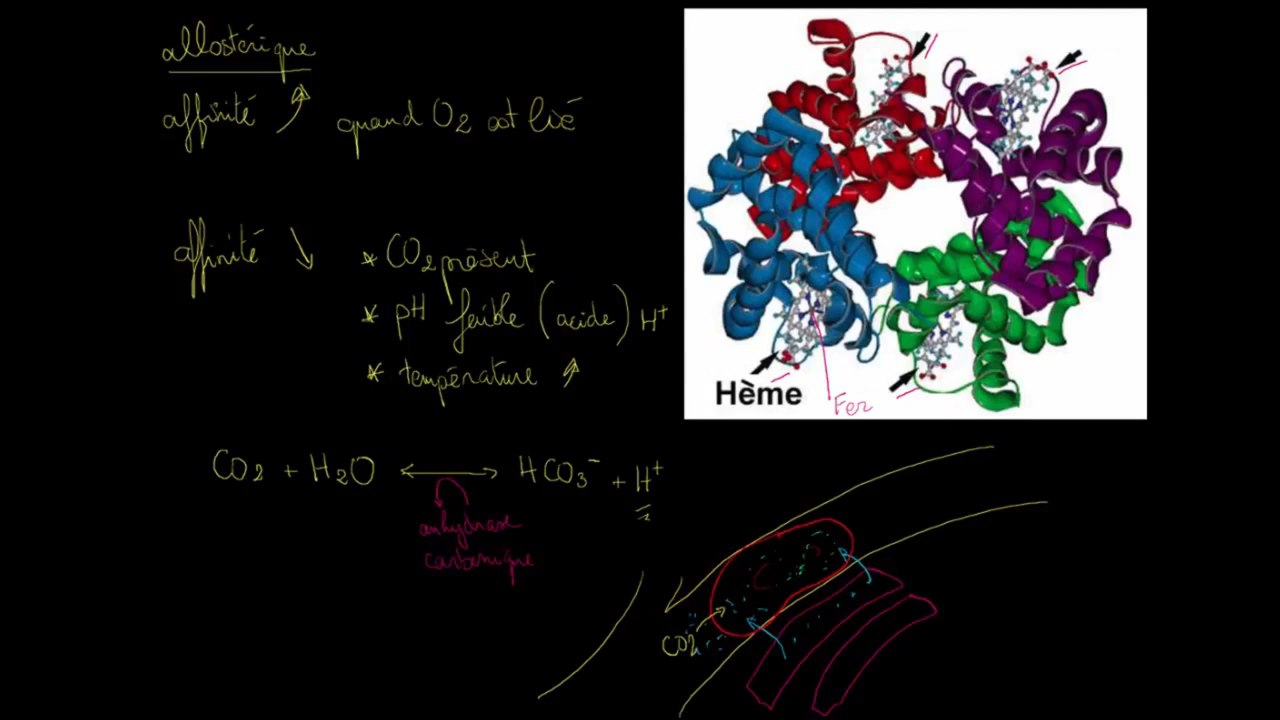 allostérique
affinité ↗ quand O2 est lié
affinité ↘ * CO2 présent
* pH faible (acide) H+
* température ↗
CO2 + H2O ⟷ HCO3- + H+
anhydrase
carbonique
Hème
Fer
CO2